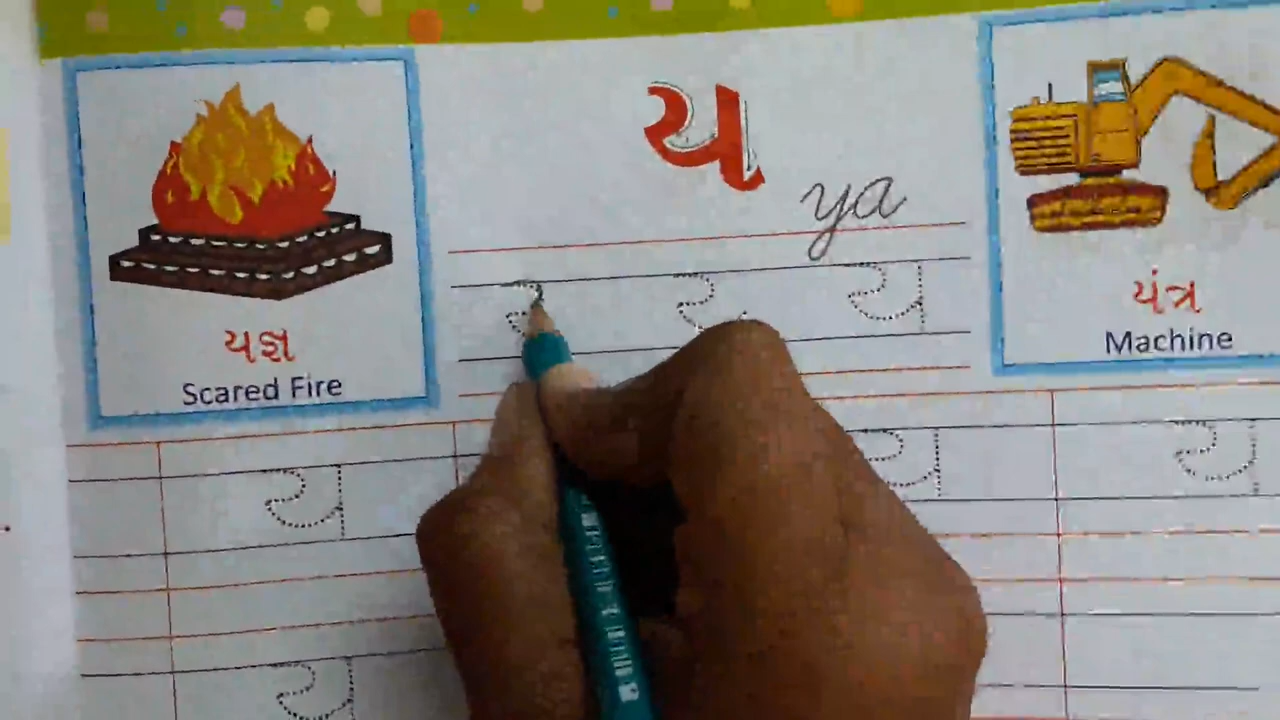 ય
ya
યજ્ઞ
Scared Fire
યંત્ર
Machine
ય ય ય
ય ય ય
ય